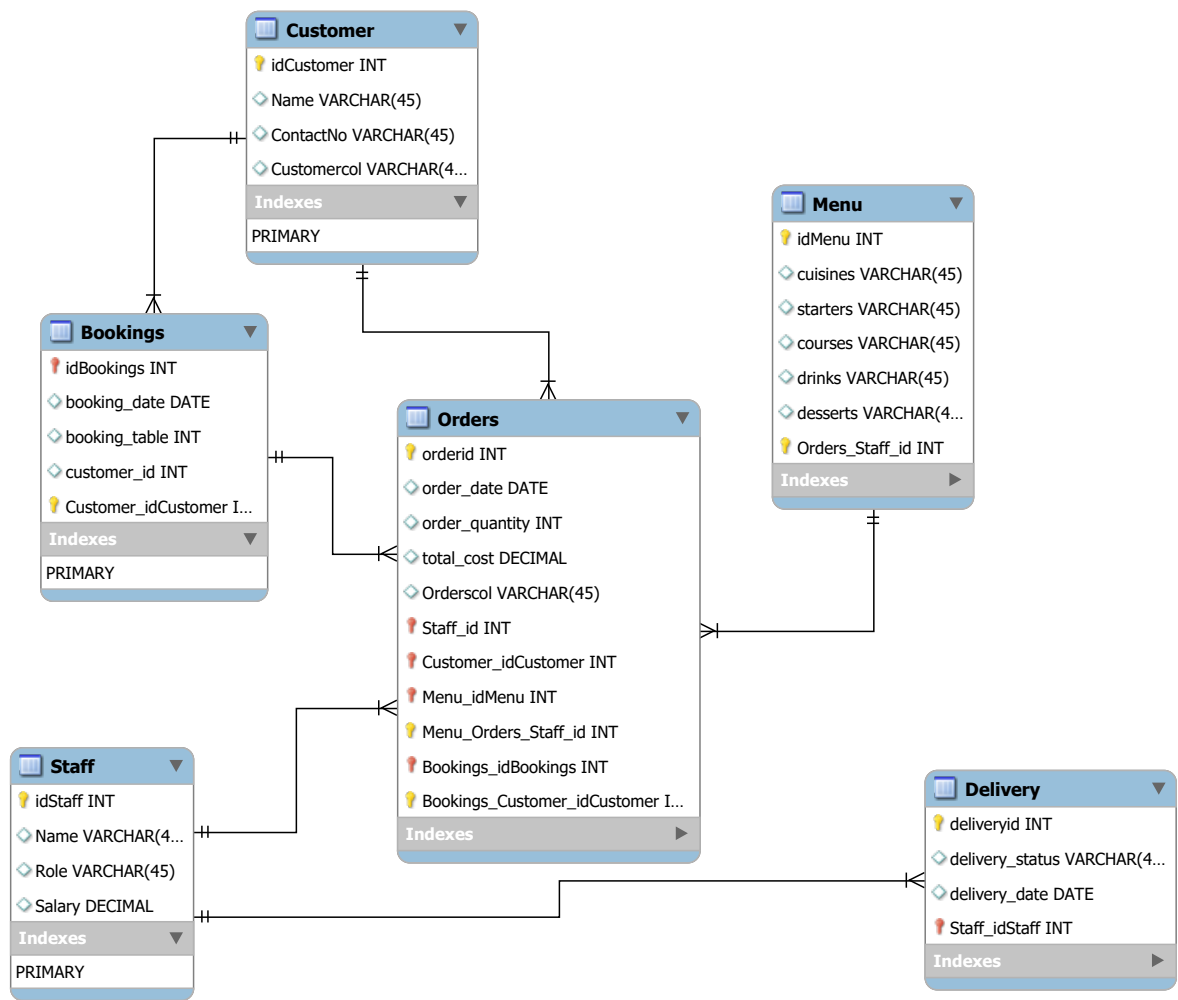 Customer
idCustomer INT
Name VARCHAR(45)
ContactNo VARCHAR(45)
Customercol VARCHAR(4...
Indexes
PRIMARY
Menu
idMenu INT
cuisines VARCHAR(45)
starters VARCHAR(45)
courses VARCHAR(45)
drinks VARCHAR(45)
desserts VARCHAR(4...
Orders_Staff_id INT
Indexes
Bookings
idBookings INT
booking_date DATE
booking_table INT
customer_id INT
Customer_idCustomer I...
Indexes
PRIMARY
Orders
orderid INT
order_date DATE
order_quantity INT
total_cost DECIMAL
Orderscol VARCHAR(45)
Staff_id INT
Customer_idCustomer INT
Menu_idMenu INT
Menu_Orders_Staff_id INT
Bookings_idBookings INT
Bookings_Customer_idCustomer I...
Indexes
Staff
idStaff INT
Name VARCHAR(4...
Role VARCHAR(45)
Salary DECIMAL
Indexes
PRIMARY
Delivery
deliveryid INT
delivery_status VARCHAR(4...
delivery_date DATE
Staff_idStaff INT
Indexes